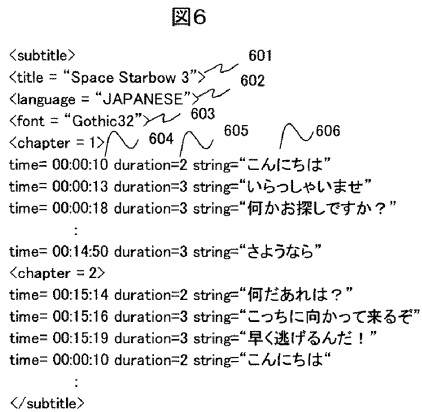 図6
<subtitle>
<title = “Space Starbow 3”> 601
<language = “JAPANESE”> 602
<font = “Gothic32”> 603
<chapter = 1> 604 605 606
time= 00:00:10 duration=2 string=“こんにちは”
time= 00:00:13 duration=3 string=“いらっしゃいませ”
time= 00:00:18 duration=3 string=“何かお探しですか？”
:
time= 00:14:50 duration=3 string=“さようなら”
<chapter = 2>
time= 00:15:14 duration=2 string=“何だあれは？”
time= 00:15:16 duration=3 string=“こっちに向かって来るぞ”
time= 00:15:19 duration=3 string=“早く逃げるんだ！”
time= 00:00:10 duration=2 string=“こんにちは“
:
</subtitle>